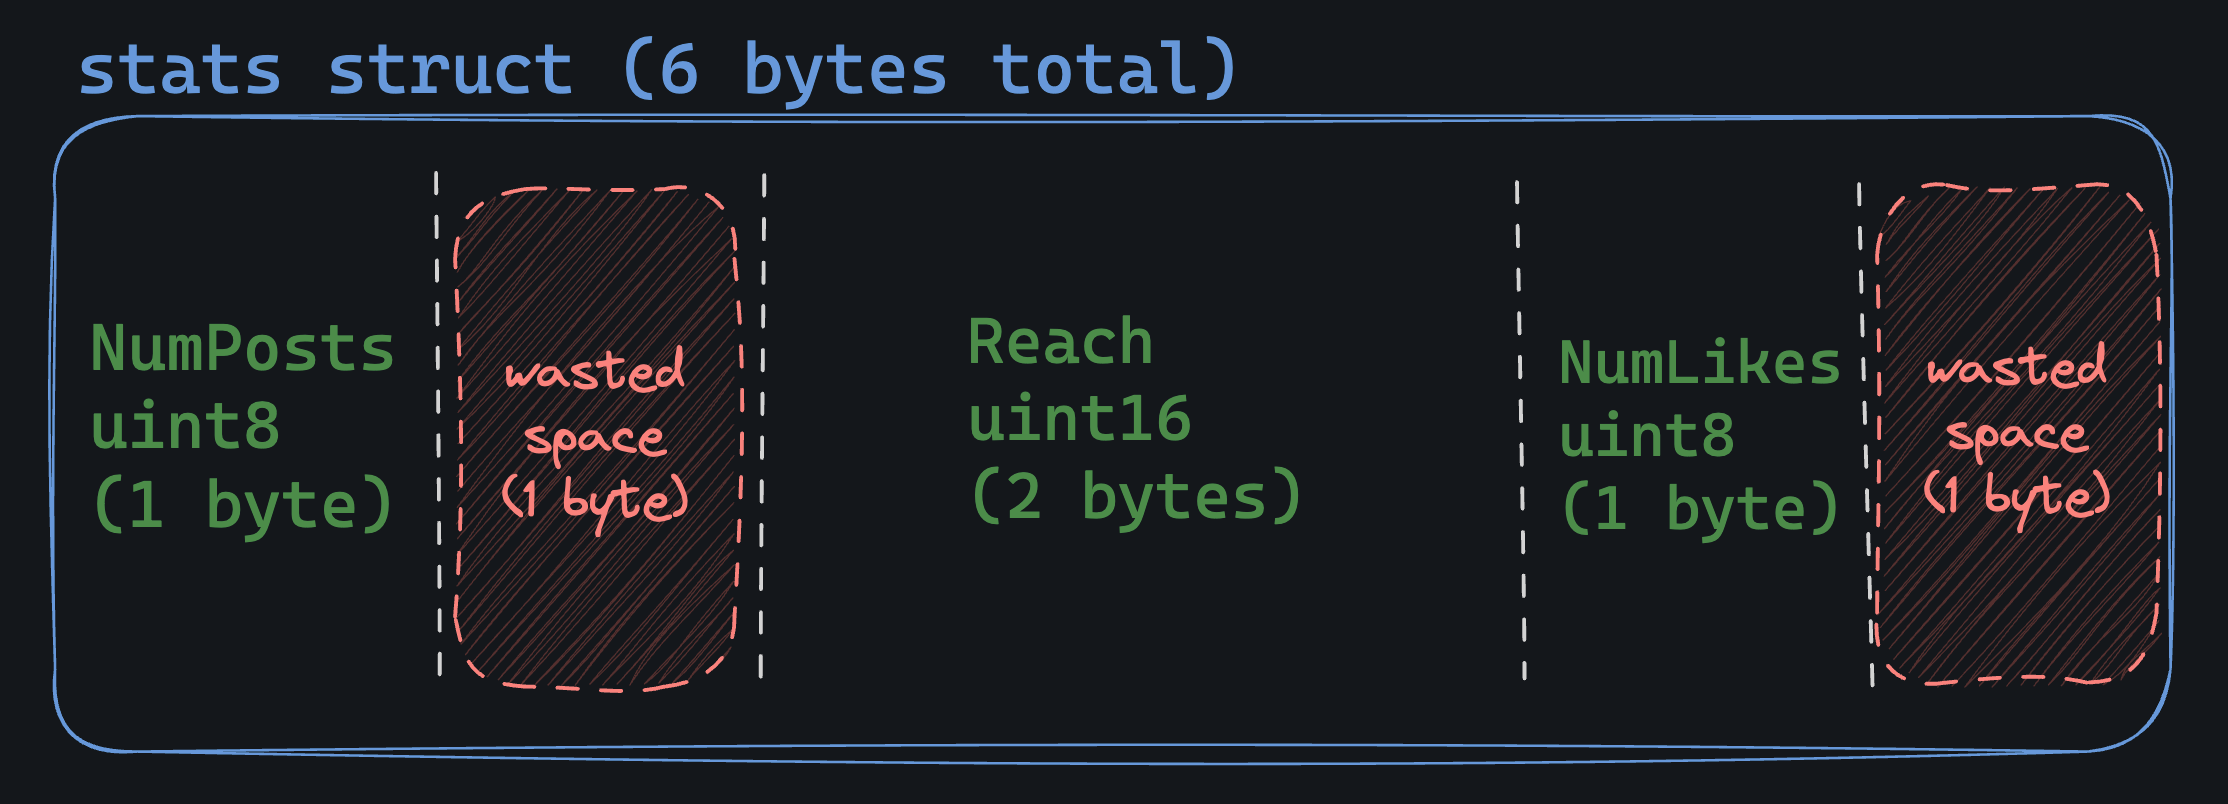 stats struct (6 bytes total)
NumPosts
uint8
(1 byte)
wasted
space
(1 byte)
Reach
uint16
(2 bytes)
NumLikes
uint8
(1 byte)
wasted
space
(1 byte)